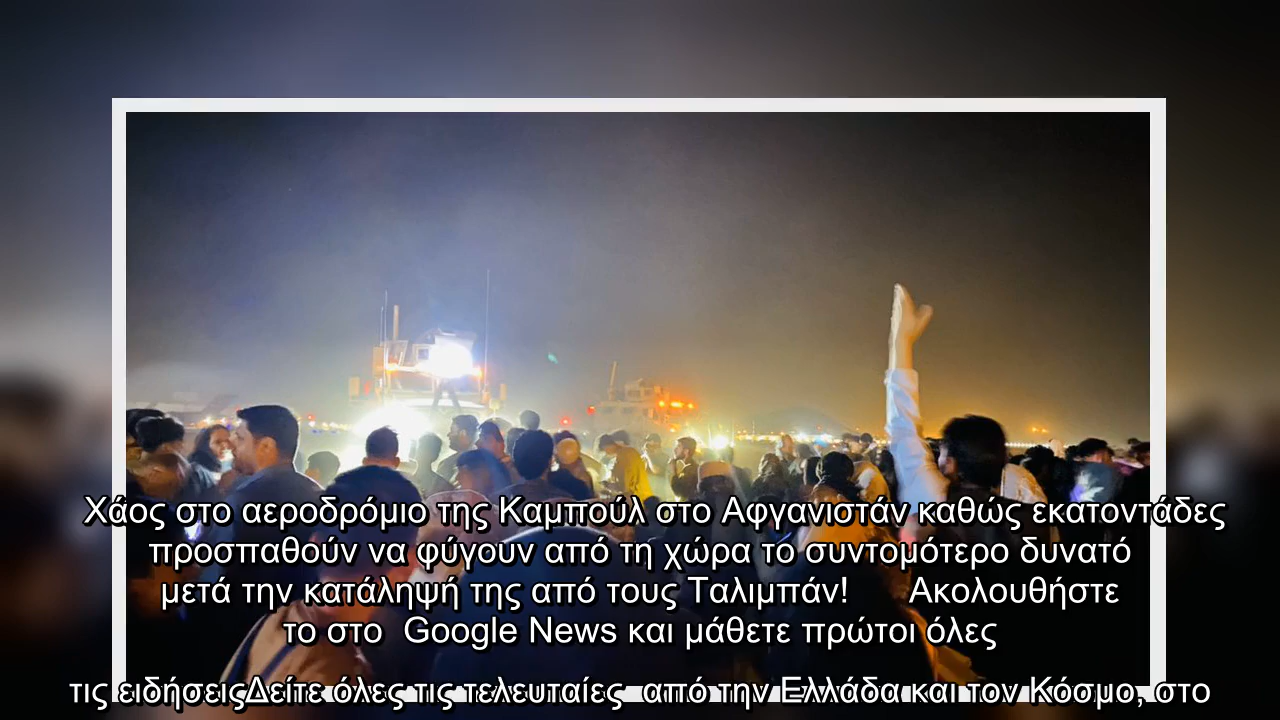 Χάος στο αεροδρόμιο της Καμπούλ στο Αφγανιστάν καθώς εκατοντάδες
προσπαθούν να φύγουν από τη χώρα το συντομότερο δυνατό
μετά την κατάληψή της από τους Ταλιμπάν! Ακολουθήστε
το στο Google News και μάθετε πρώτοι όλες
τις ειδήσειςΔείτε όλες τις τελευταίες από την Ελλάδα και τον Κόσμο, στο